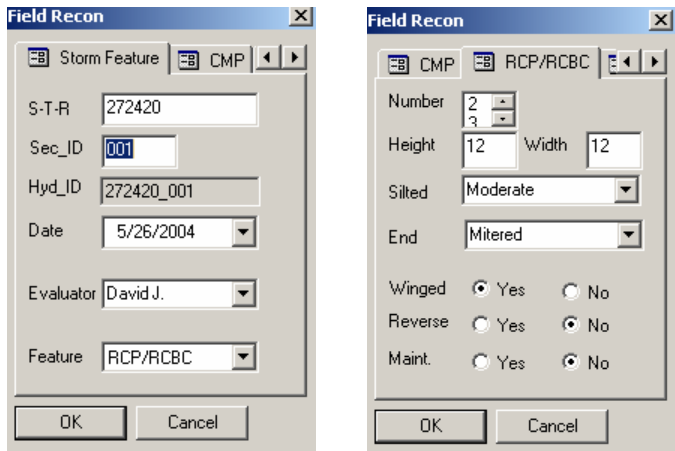 Field Recon
Storm Feature CMP
S-T-R 272420
Sec_ID 001
Hyd_ID 272420_001
Date 5/26/2004
Evaluator David J.
Feature RCP/RCBC
OK Cancel
Field Recon
CMP RCP/RCBC
Number 2
3
Height 12 Width 12
Silted Moderate
End Mitered
Winged Yes No
Reverse Yes No
Maint. Yes No
OK Cancel